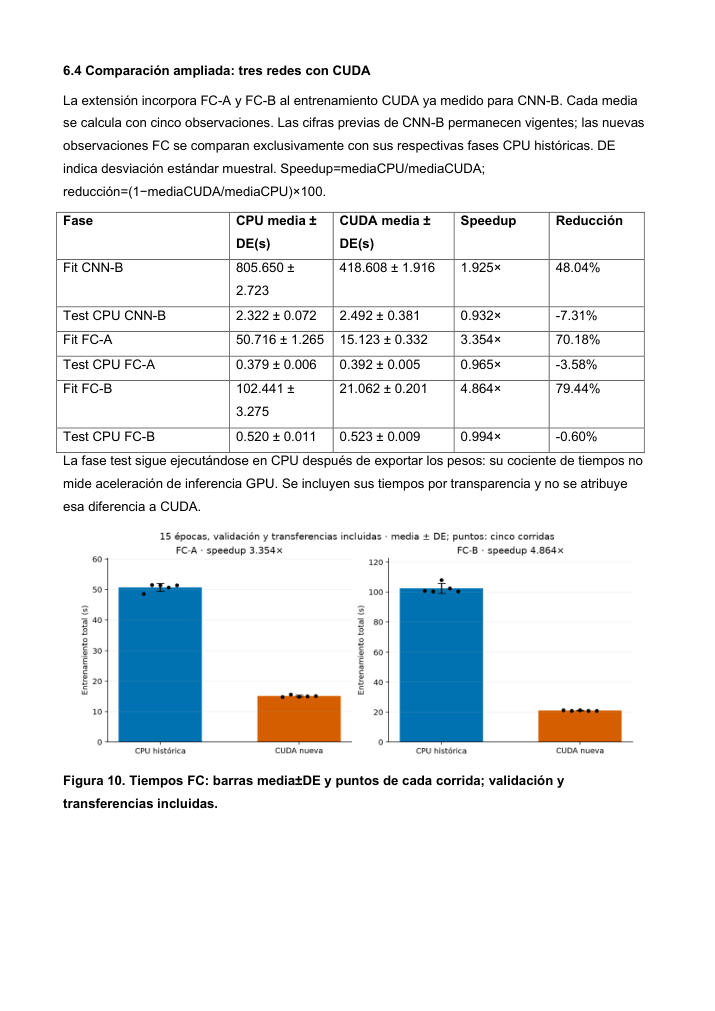 6.4 Comparación ampliada: tres redes con CUDA
La extensión incorpora FC-A y FC-B al entrenamiento CUDA ya medido para CNN-B. Cada media
se calcula con cinco observaciones. Las cifras previas de CNN-B permanecen vigentes; las nuevas
observaciones FC se comparan exclusivamente con sus respectivas fases CPU históricas. DE
indica desviación estándar muestral. Speedup=mediaCPU/mediaCUDA;
reducción=(1−mediaCUDA/mediaCPU)×100.
Fase CPU media ± CUDA media ± Speedup Reducción
DE(s) DE(s)
Fit CNN-B 805.650 ± 418.608 ± 1.916 1.925× 48.04%
2.723
Test CPU CNN-B 2.322 ± 0.072 2.492 ± 0.381 0.932× -7.31%
Fit FC-A 50.716 ± 1.265 15.123 ± 0.332 3.354× 70.18%
Test CPU FC-A 0.379 ± 0.006 0.392 ± 0.005 0.965× -3.58%
Fit FC-B 102.441 ± 21.062 ± 0.201 4.864× 79.44%
3.275
Test CPU FC-B 0.520 ± 0.011 0.523 ± 0.009 0.994× -0.60%
La fase test sigue ejecutándose en CPU después de exportar los pesos: su cociente de tiempos no
mide aceleración de inferencia GPU. Se incluyen sus tiempos por transparencia y no se atribuye
esa diferencia a CUDA.
15 épocas, validación y transferencias incluidas · media ± DE; puntos: cinco corridas
FC-A · speedup 3.354×
Entrenamiento total (s)
60
50
40
30
20
10
0
CPU histórica CUDA nueva
FC-B · speedup 4.864×
Entrenamiento total (s)
120
100
80
60
40
20
0
CPU histórica CUDA nueva
Figura 10. Tiempos FC: barras media±DE y puntos de cada corrida; validación y
transferencias incluidas.